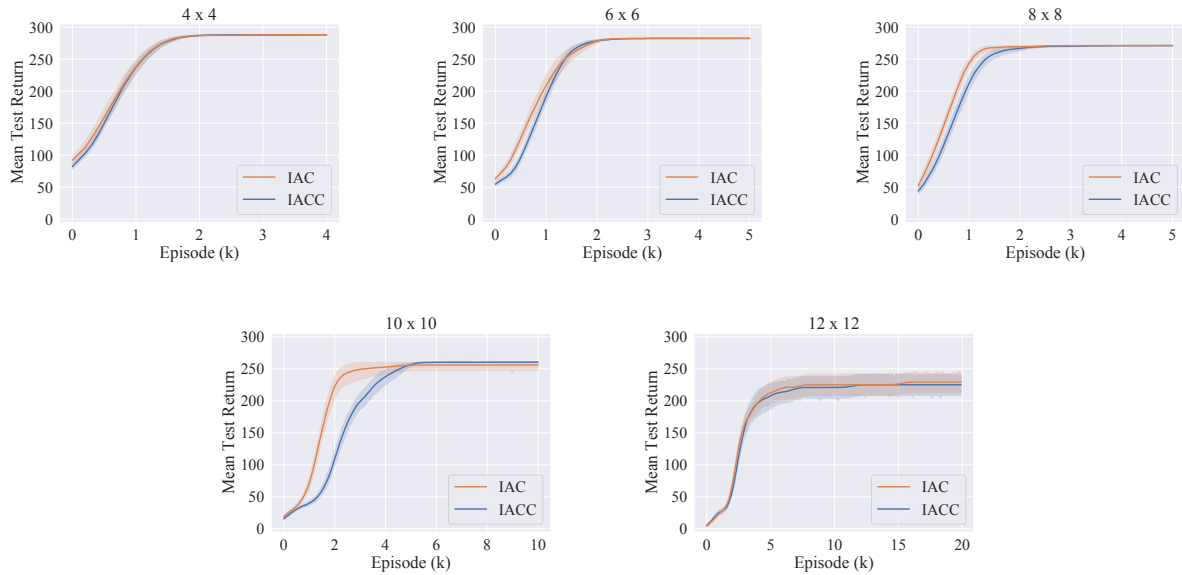 4 x 4
300
250
200
150
100
50
0
Mean Test Return
IAC
IACC
0 1 2 3 4
Episode (k)
6 x 6
300
250
200
150
100
50
0
Mean Test Return
IAC
IACC
0 1 2 3 4 5
Episode (k)
8 x 8
300
250
200
150
100
50
0
Mean Test Return
IAC
IACC
0 1 2 3 4 5
Episode (k)
10 x 10
300
250
200
150
100
50
0
Mean Test Return
IAC
IACC
0 2 4 6 8 10
Episode (k)
12 x 12
300
250
200
150
100
50
0
Mean Test Return
IAC
IACC
0 5 10 15 20
Episode (k)